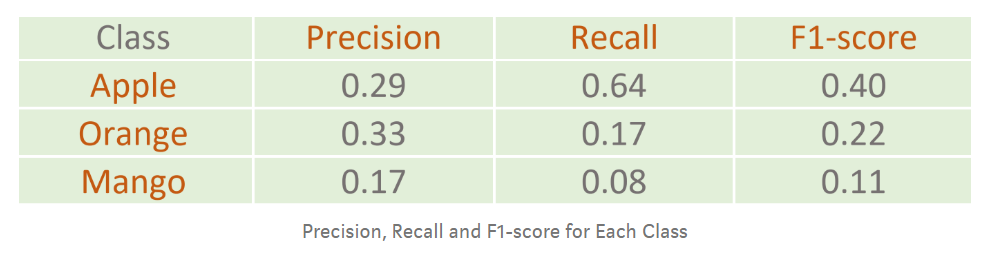 Class Precision Recall F1-score
Apple 0.29 0.64 0.40
Orange 0.33 0.17 0.22
Mango 0.17 0.08 0.11
Precision, Recall and F1-score for Each Class